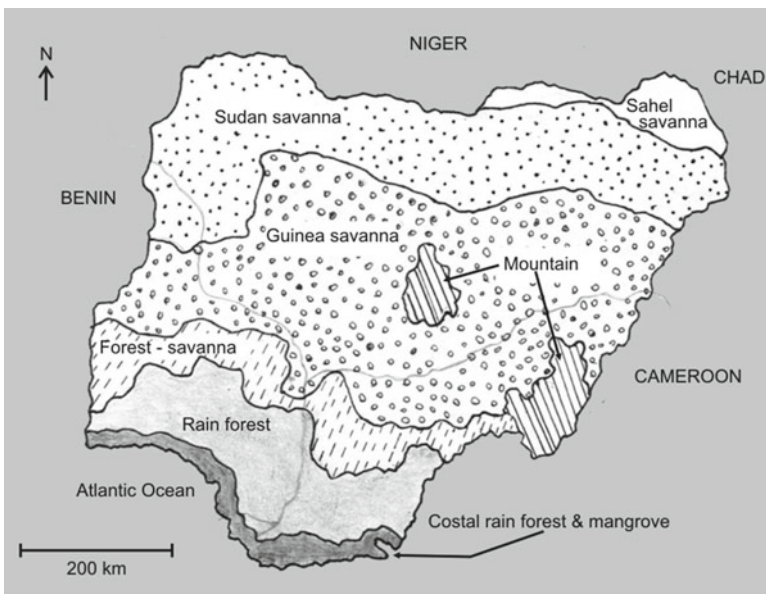 NIGER
N
CHAD
Sahel
savanna
Sudan savanna
BENIN
Guinea savanna
Mountain
Forest - savanna
CAMEROON
Rain forest
Atlantic Ocean
Costal rain forest & mangrove
200 km